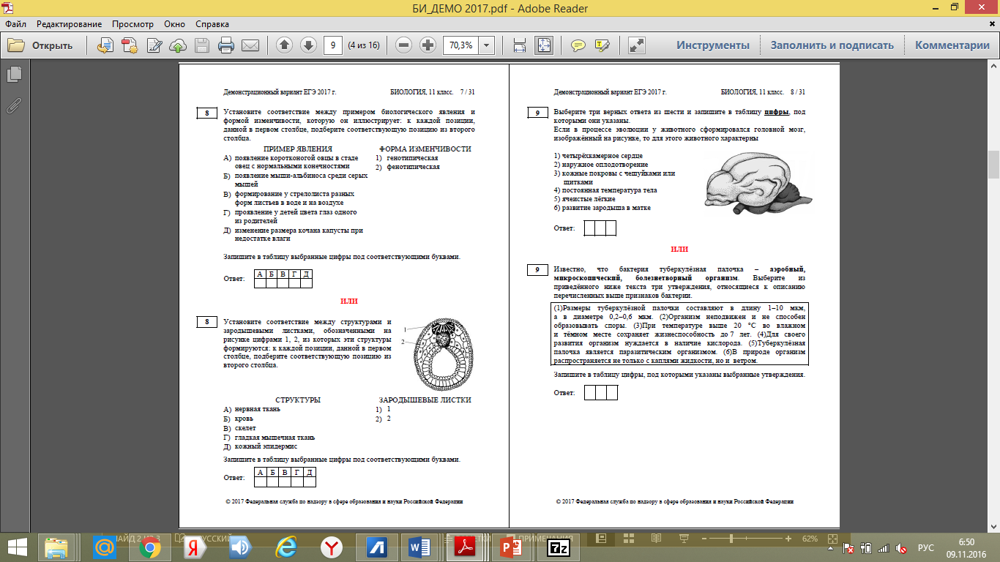 БИ_ДЕМО 2017.pdf - Adobe Reader
Файл Редактирование Просмотр Окно Справка
Открыть 9 (4 из 16) 70,3% Инструменты Заполнить и подписать Комментарии
Демонстрационный вариант ЕГЭ 2017 г. БИОЛОГИЯ, 11 класс. 7 / 31
8
Установите соответствие между примером биологического явления и
формой изменчивости, которую он иллюстрирует: к каждой позиции,
данной в первом столбце, подберите соответствующую позицию из второго
столбца.
ПРИМЕР ЯВЛЕНИЯ ФОРМА ИЗМЕНЧИВОСТИ
А) появление коротконогой овцы в стаде 1) генотипическая
овец с нормальными конечностями 2) фенотипическая
Б) появление мыши-альбиноса среди серых
мышей
В) формирование у стрелолиста разных
форм листьев в воде и на воздухе
Г) проявление у детей цвета глаз одного
из родителей
Д) изменение размера кочана капусты при
недостатке влаги
Запишите в таблицу выбранные цифры под соответствующими буквами.
Ответ: А Б В Г Д
ИЛИ
8
Установите соответствие между структурами и
зародышевыми листками, обозначенными на
рисунке цифрами 1, 2, из которых эти структуры
формируются: к каждой позиции, данной в первом
столбце, подберите соответствующую позицию из
второго столбца.
1
2
СТРУКТУРЫ ЗАРОДЫШЕВЫЕ ЛИСТКИ
А) нервная ткань 1) 1
Б) кровь 2) 2
В) скелет
Г) гладкая мышечная ткань
Д) кожный эпидермис
Запишите в таблицу выбранные цифры под соответствующими буквами.
Ответ: А Б В Г Д
© 2017 Федеральная служба по надзору в сфере образования и науки Российской Федерации
Демонстрационный вариант ЕГЭ 2017 г. БИОЛОГИЯ, 11 класс. 8 / 31
9
Выберите три верных ответа из шести и запишите в таблицу цифры, под
которыми они указаны.
Если в процессе эволюции у животного сформировался головной мозг,
изображённый на рисунке, то для этого животного характерны
1) четырёхкамерное сердце
2) наружное оплодотворение
3) кожные покровы с чешуйками или
щитками
4) постоянная температура тела
5) ячеистые лёгкие
6) развитие зародыша в матке
Ответ:
ИЛИ
9
Известно, что бактерия туберкулёзная палочка – аэробный,
микроскопический, болезнетворный организм. Выберите из
приведённого ниже текста три утверждения, относящиеся к описанию
перечисленных выше признаков бактерии.
(1)Размеры туберкулёзной палочки составляют в длину 1–10 мкм,
а в диаметре 0,2–0,6 мкм. (2)Организм неподвижен и не способен
образовывать споры. (3)При температуре выше 20 °С во влажном
и тёмном месте сохраняет жизнеспособность до 7 лет. (4)Для своего
развития организм нуждается в наличие кислорода. (5)Туберкулёзная
палочка является паразитическим организмом. (6)В природе организм
распространяется не только с каплями жидкости, но и ветром.
Запишите в таблицу цифры, под которыми указаны выбранные утверждения.
Ответ:
© 2017 Федеральная служба по надзору в сфере образования и науки Российской Федерации
ПРИМЕЧАНИЯ 62%
РУС
6:50
09.11.2016